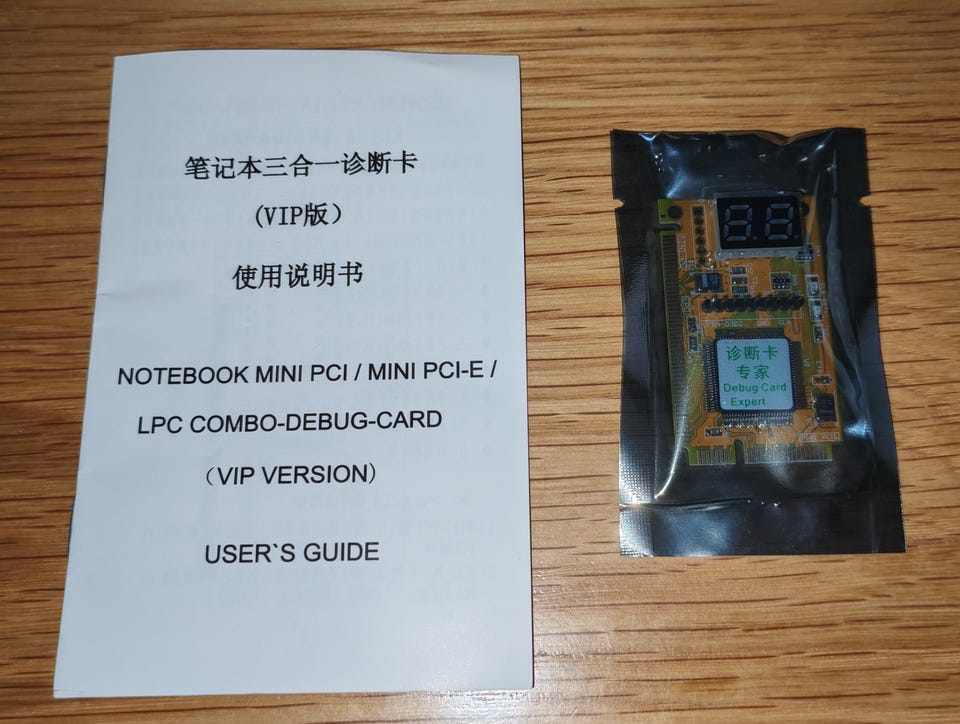 笔记本三合一诊断卡
(VIP版）
使用说明书
NOTEBOOK MINI PCI / MINI PCI-E /
LPC COMBO-DEBUG-CARD
（VIP VERSION）
USER`S GUIDE
诊断卡
专家
Debug Card
Expert